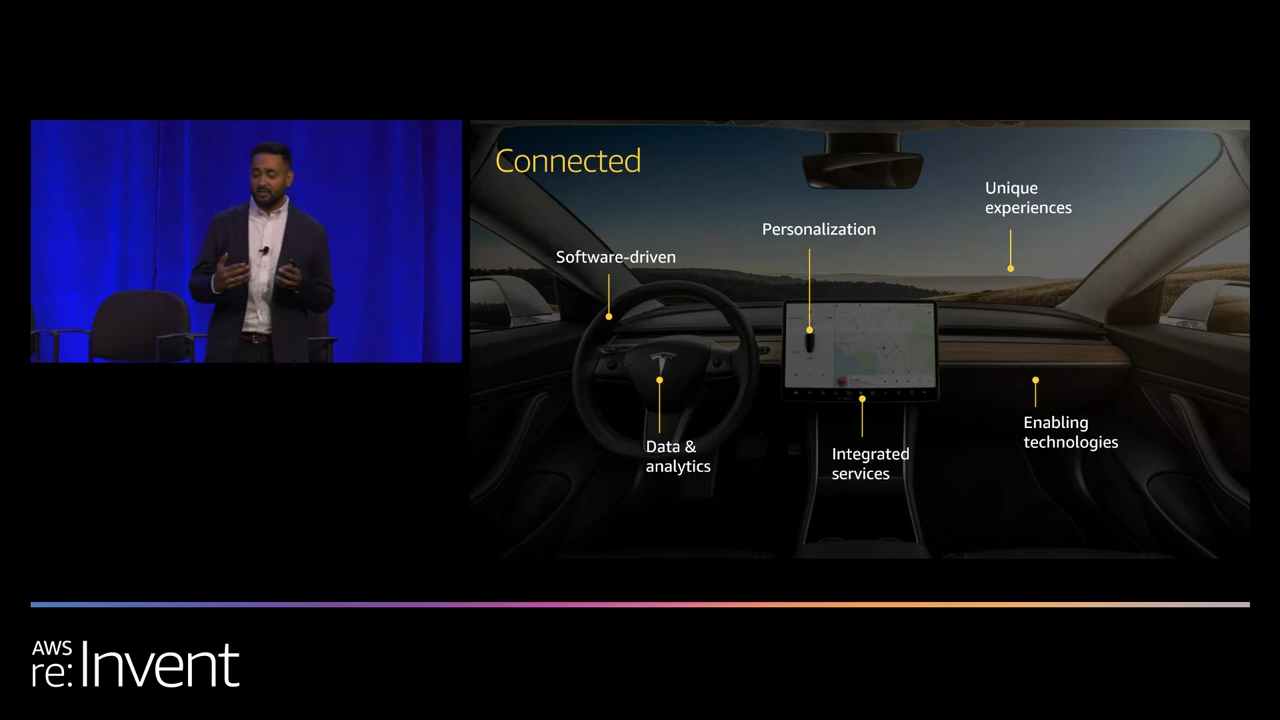 Connected
Unique
experiences
Personalization
Software-driven
Enabling
technologies
Data &
analytics
Integrated
services
AWS
re:Invent